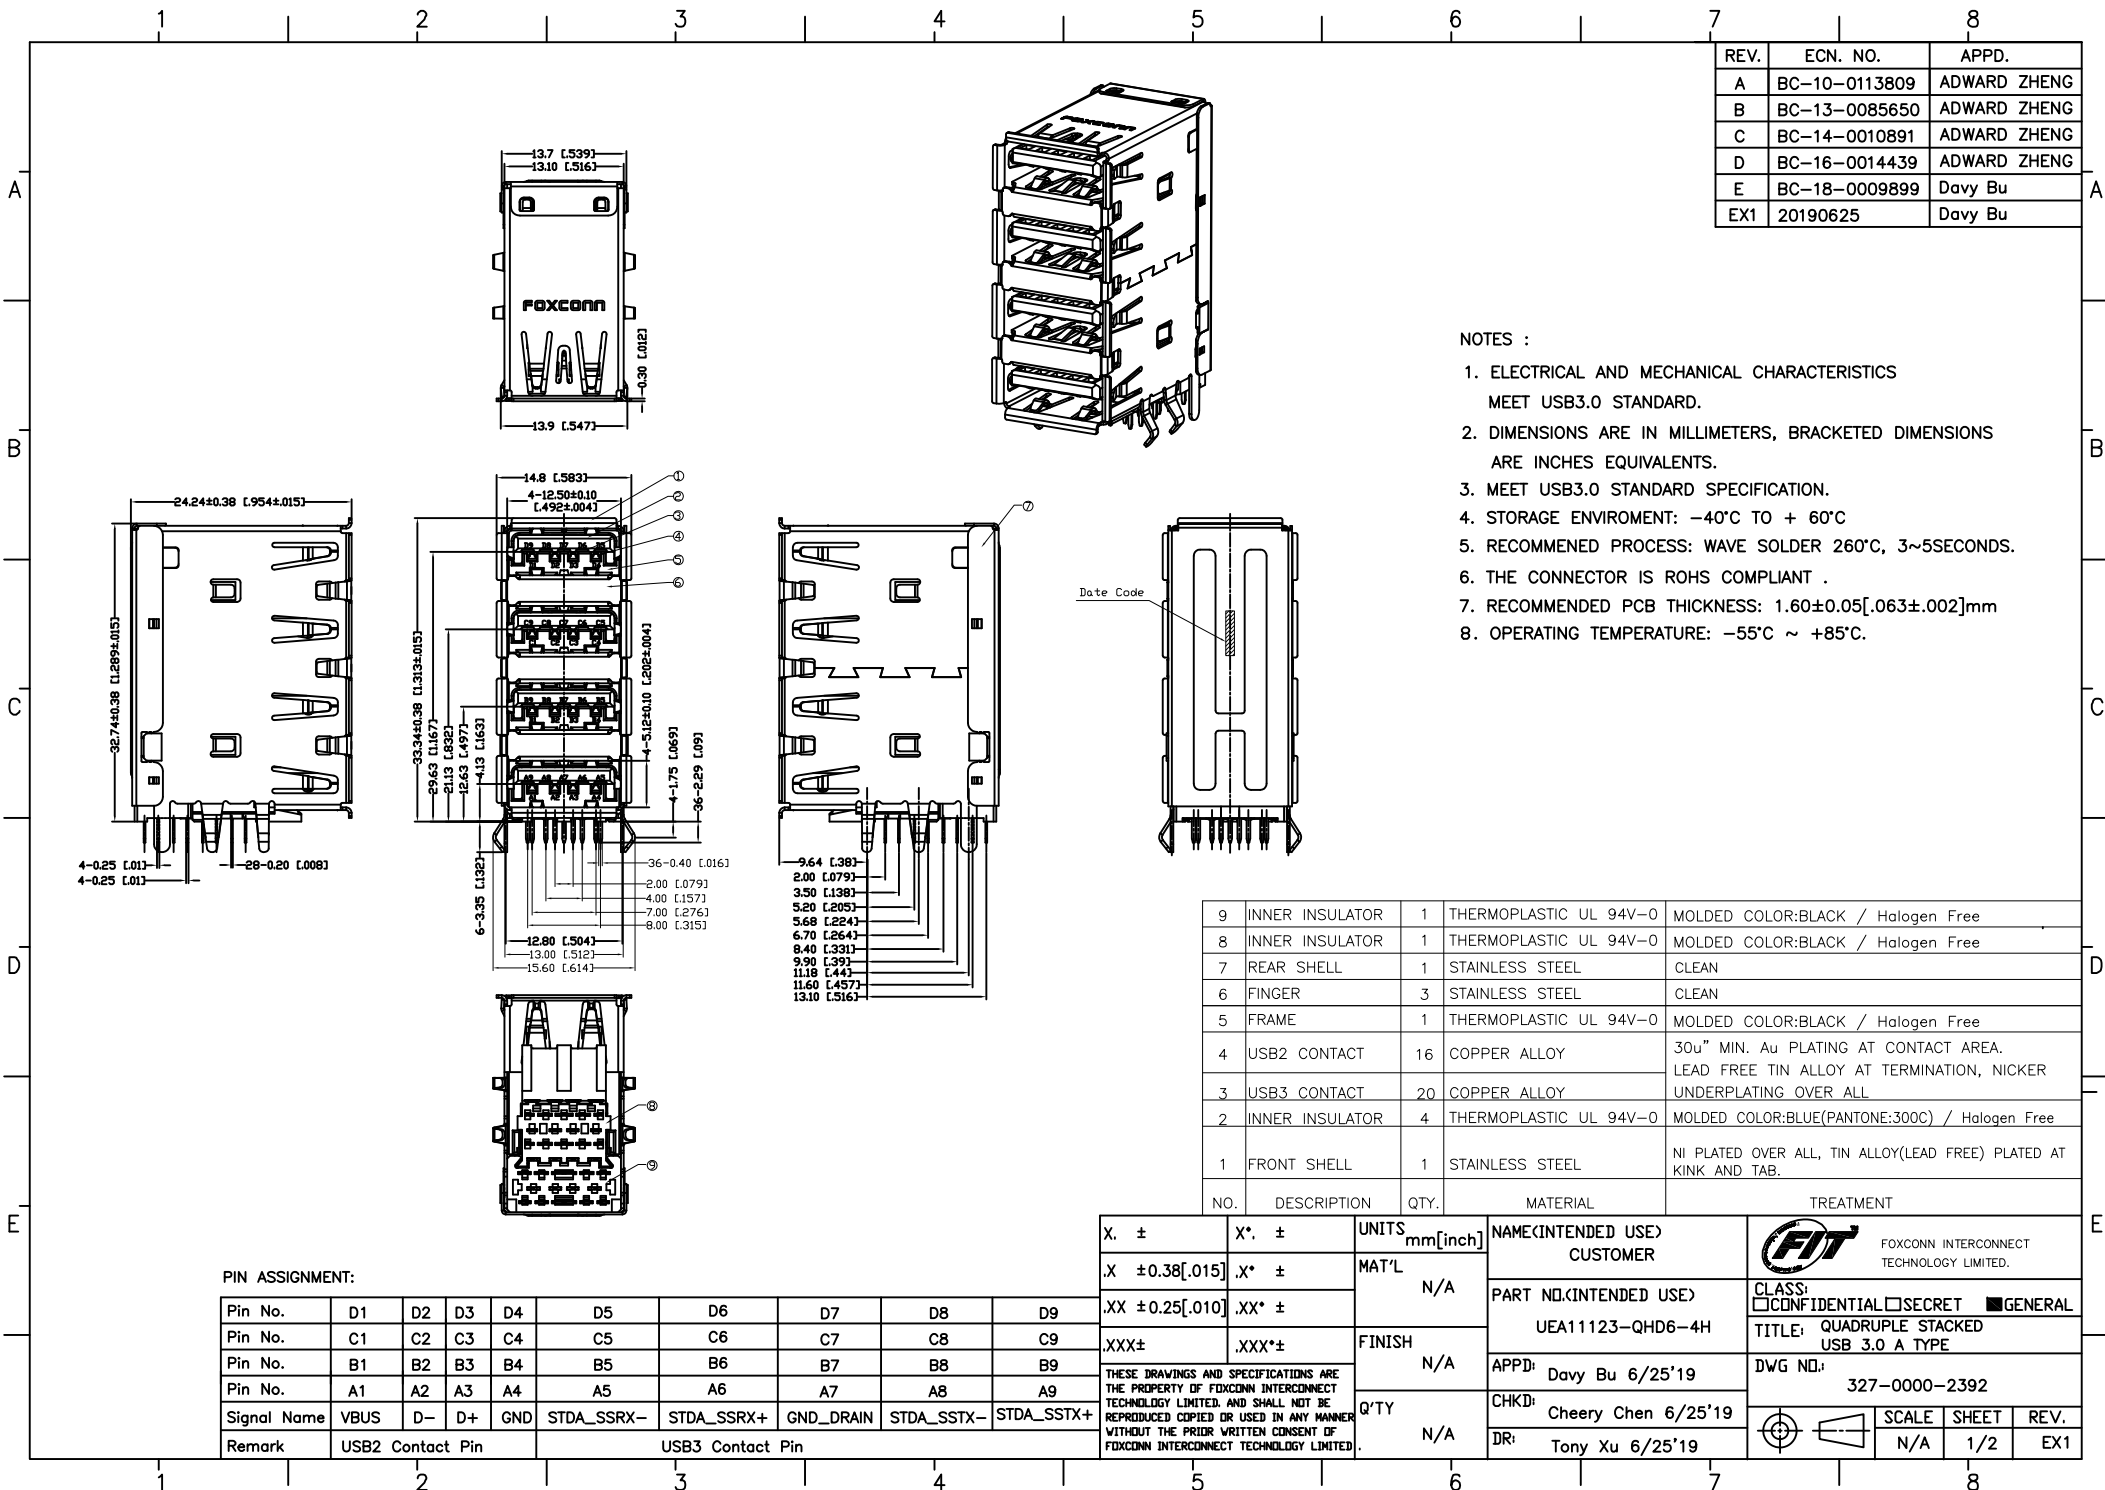 1 2 3 4 5 6 7 8
REV. ECN. NO. APPD.
A BC-10-0113809 ADWARD ZHENG
B BC-13-0085650 ADWARD ZHENG
C BC-14-0010891 ADWARD ZHENG
D BC-16-0014439 ADWARD ZHENG
E BC-18-0009899 Davy Bu
EX1 20190625 Davy Bu
A A
B B
C C
D D
E E
FOXCONN
13.7 [.539]
13.10 [.516]
FOXCONN
0.30 [.012]
13.9 [.547]
NOTES :
1. ELECTRICAL AND MECHANICAL CHARACTERISTICS
MEET USB3.0 STANDARD.
2. DIMENSIONS ARE IN MILLIMETERS, BRACKETED DIMENSIONS
ARE INCHES EQUIVALENTS.
3. MEET USB3.0 STANDARD SPECIFICATION.
4. STORAGE ENVIROMENT: -40°C TO + 60°C
5. RECOMMENED PROCESS: WAVE SOLDER 260°C, 3~5SECONDS.
6. THE CONNECTOR IS ROHS COMPLIANT .
7. RECOMMENDED PCB THICKNESS: 1.60±0.05[.063±.002]mm
8. OPERATING TEMPERATURE: -55°C ~ +85°C.
24.24±0.38 [.954±.015]
32.74±0.38 [1.289±.015]
4-0.25 [.01]
4-0.25 [.01]
28-0.20 [.008]
14.8 [.583]
4-12.50±0.10
[.492±.004]
1
2
3
4
5
6
33.34±0.38 [1.313±.015]
29.63 [1.167]
21.13 [.832]
12.63 [.497]
4.13 [.163]
4-5.12±0.10 [.202±.004]
4-1.75 [.069]
36-2.29 [.09]
6-3.35 [.132]
36-0.40 [.016]
2.00 [.079]
4.00 [.157]
7.00 [.276]
8.00 [.315]
12.80 [.504]
13.00 [.512]
15.60 [.614]
7
9.64 [.38]
2.00 [.079]
3.50 [.138]
5.20 [.205]
5.68 [.224]
6.70 [.264]
8.40 [.331]
9.90 [.39]
11.18 [.44]
11.60 [.457]
13.10 [.516]
Date Code
8
9
9 INNER INSULATOR 1 THERMOPLASTIC UL 94V-0 MOLDED COLOR:BLACK / Halogen Free
8 INNER INSULATOR 1 THERMOPLASTIC UL 94V-0 MOLDED COLOR:BLACK / Halogen Free
7 REAR SHELL 1 STAINLESS STEEL CLEAN
6 FINGER 3 STAINLESS STEEL CLEAN
5 FRAME 1 THERMOPLASTIC UL 94V-0 MOLDED COLOR:BLACK / Halogen Free
4 USB2 CONTACT 16 COPPER ALLOY 30u" MIN. Au PLATING AT CONTACT AREA.
LEAD FREE TIN ALLOY AT TERMINATION, NICKER
3 USB3 CONTACT 20 COPPER ALLOY UNDERPLATING OVER ALL
2 INNER INSULATOR 4 THERMOPLASTIC UL 94V-0 MOLDED COLOR:BLUE(PANTONE:300C) / Halogen Free
1 FRONT SHELL 1 STAINLESS STEEL NI PLATED OVER ALL, TIN ALLOY(LEAD FREE) PLATED AT
KINK AND TAB.
NO. DESCRIPTION QTY. MATERIAL TREATMENT
PIN ASSIGNMENT:
Pin No. D1 D2 D3 D4 D5 D6 D7 D8 D9
Pin No. C1 C2 C3 C4 C5 C6 C7 C8 C9
Pin No. B1 B2 B3 B4 B5 B6 B7 B8 B9
Pin No. A1 A2 A3 A4 A5 A6 A7 A8 A9
Signal Name VBUS D- D+ GND STDA_SSRX- STDA_SSRX+ GND_DRAIN STDA_SSTX- STDA_SSTX+
Remark USB2 Contact Pin USB3 Contact Pin
X. ± X°. ±
.X ±0.38[.015] .X° ±
.XX ±0.25[.010] .XX° ±
.XXX± .XXX°±
THESE DRAWINGS AND SPECIFICATIONS ARE
THE PROPERTY OF FOXCONN INTERCONNECT
TECHNOLOGY LIMITED. AND SHALL NOT BE
REPRODUCED COPIED OR USED IN ANY MANNER
WITHOUT THE PRIOR WRITTEN CONSENT OF
FOXCONN INTERCONNECT TECHNOLOGY LIMITED.
UNITS mm[inch]
MAT'L
N/A
FINISH
N/A
Q'TY
N/A
NAME(INTENDED USE)
CUSTOMER
PART NO.(INTENDED USE)
UEA11123-QHD6-4H
APPD: Davy Bu 6/25'19
CHKD: Cheery Chen 6/25'19
DR: Tony Xu 6/25'19
FIT
FOXCONN INTERCONNECT
TECHNOLOGY LIMITED.
CLASS:
CONFIDENTIAL SECRET GENERAL
TITLE: QUADRUPLE STACKED
USB 3.0 A TYPE
DWG NO.:
327-0000-2392
SCALE SHEET REV.
N/A 1/2 EX1
1 2 3 4 5 6 7 8